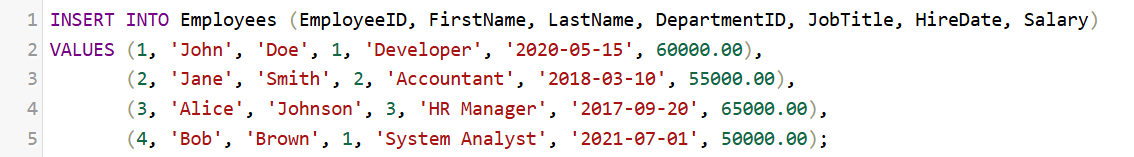 1 INSERT INTO Employees (EmployeeID, FirstName, LastName, DepartmentID, JobTitle, HireDate, Salary)
2 VALUES (1, 'John', 'Doe', 1, 'Developer', '2020-05-15', 60000.00),
3 (2, 'Jane', 'Smith', 2, 'Accountant', '2018-03-10', 55000.00),
4 (3, 'Alice', 'Johnson', 3, 'HR Manager', '2017-09-20', 65000.00),
5 (4, 'Bob', 'Brown', 1, 'System Analyst', '2021-07-01', 50000.00);